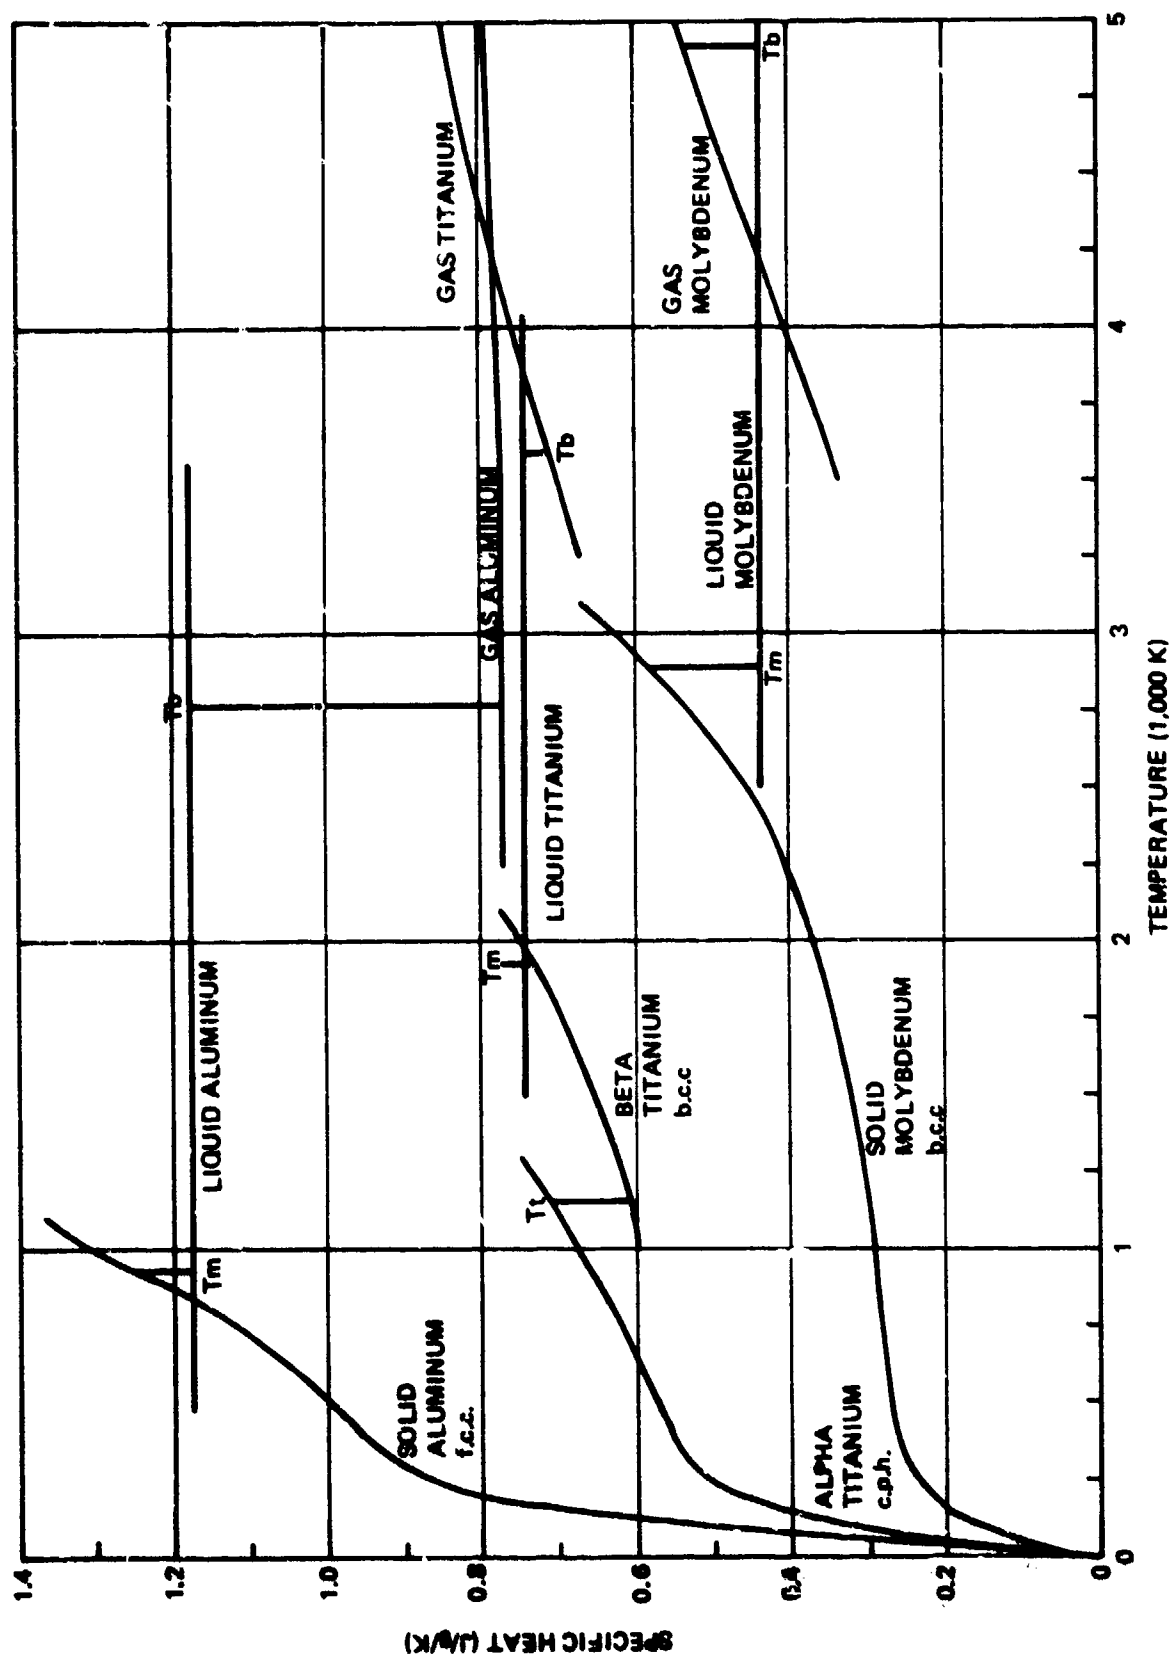 SPECIFIC HEAT (J/g/K)
1.4
1.2
1.0
0.8
0.6
0.4
0.2
0
0
1
2
3
4
5
TEMPERATURE (1,000 K)
Tm
LIQUID ALUMINUM
Tb
SOLID
ALUMINUM
f.c.c.
GAS ALUMINUM
GAS TITANIUM
Tt
Tm
LIQUID TITANIUM
Tb
BETA
TITANIUM
b.c.c
ALPHA
TITANIUM
c.p.h.
SOLID
MOLYBDENUM
b.c.c
Tm
LIQUID
MOLYBDENUM
GAS
MOLYBDENUM
Tb